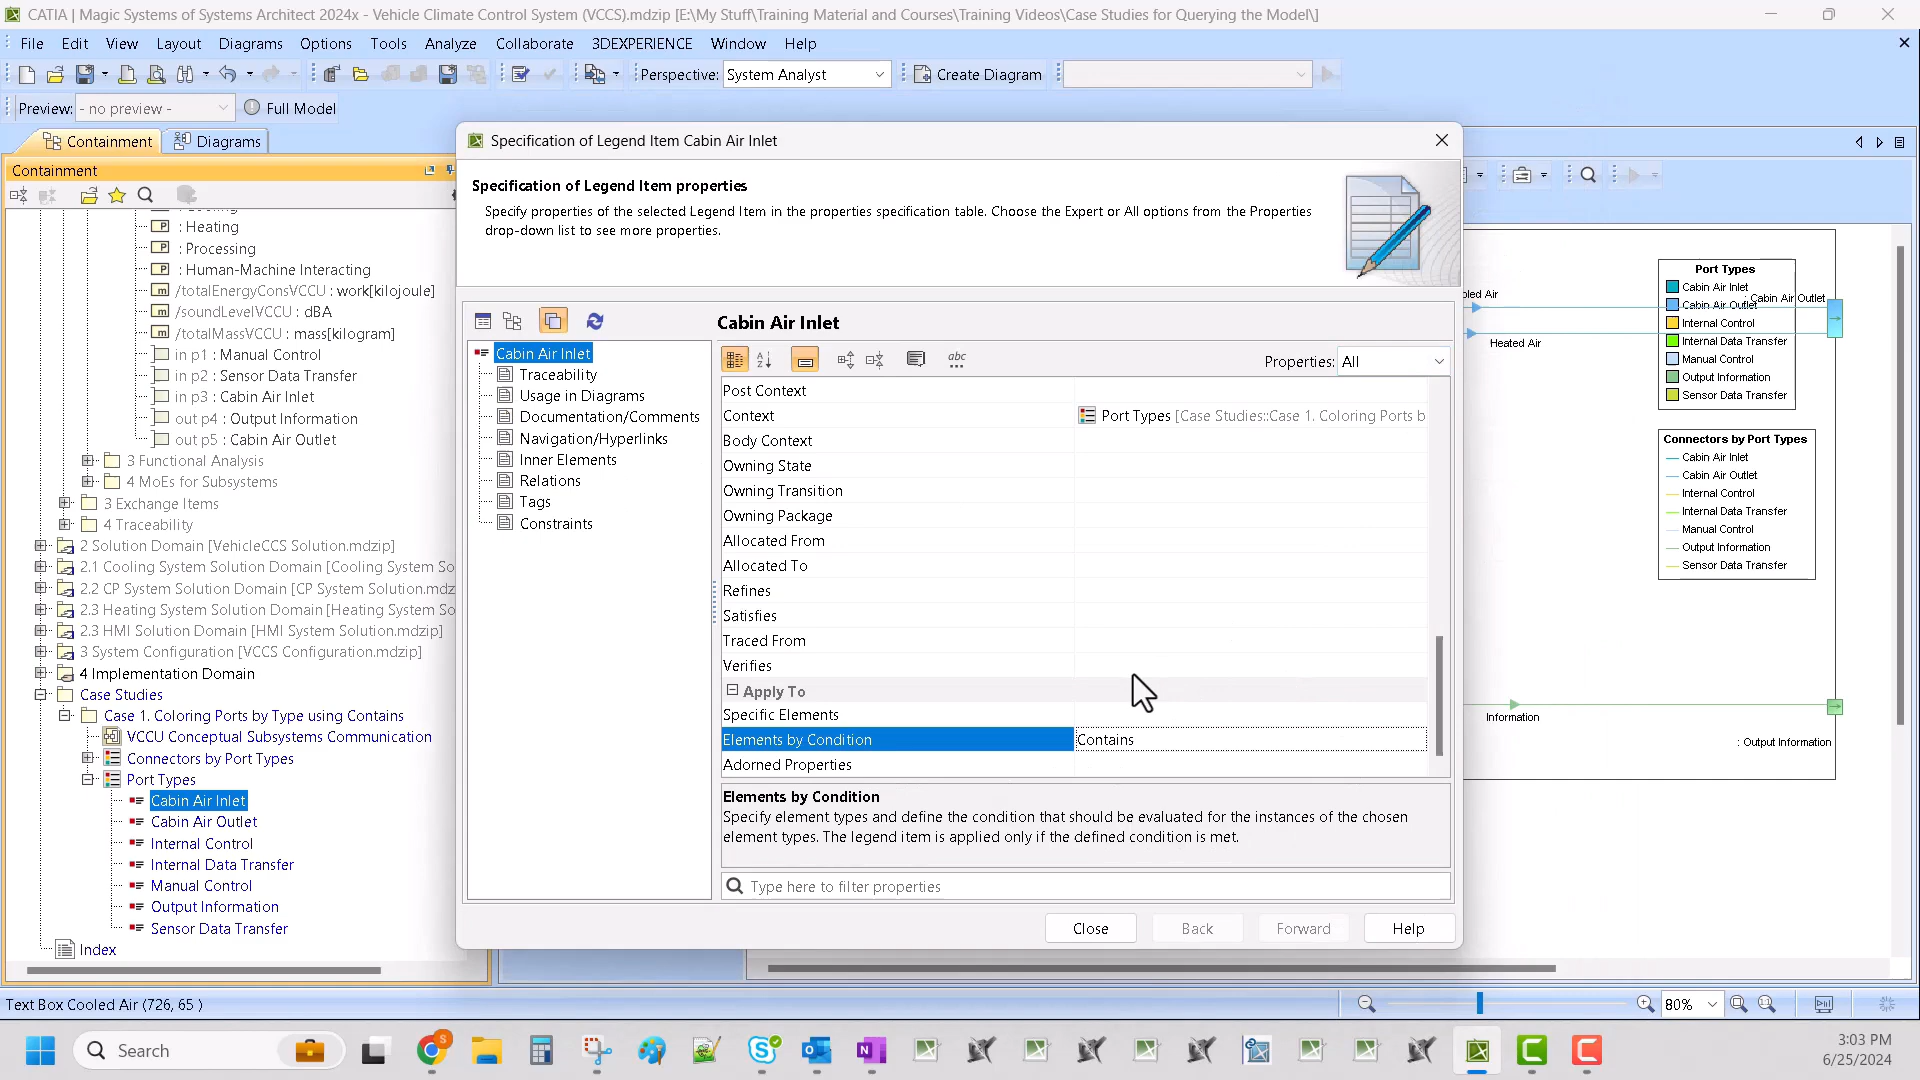 CATIA | Magic Systems of Systems Architect 2024x - Vehicle Climate Control System (VCCS).mdzip [E:\My Stuff\Training Material and Courses\Training Videos\Case Studies for Querying the Model\]
File Edit View Layout Diagrams Options Tools Analyze Collaborate 3DEXPERIENCE Window Help
Perspective: System Analyst Create Diagram
Preview: - no preview - Full Model
Containment Diagrams
Containment
: Heating
: Processing
: Human-Machine Interacting
/totalEnergyConsVCCU : work[kilojoule]
/soundLevelVCCU : dBA
/totalMassVCCU : mass[kilogram]
in p1 : Manual Control
in p2 : Sensor Data Transfer
in p3 : Cabin Air Inlet
out p4 : Output Information
out p5 : Cabin Air Outlet
3 Functional Analysis
4 MoEs for Subsystems
3 Exchange Items
4 Traceability
2 Solution Domain [VehicleCCS Solution.mdzip]
2.1 Cooling System Solution Domain [Cooling System So
2.2 CP System Solution Domain [CP System Solution.mdz
2.3 Heating System Solution Domain [Heating System So
2.3 HMI Solution Domain [HMI System Solution.mdzip]
3 System Configuration [VCCS Configuration.mdzip]
4 Implementation Domain
Case Studies
Case 1. Coloring Ports by Type using Contains
VCCU Conceptual Subsystems Communication
Connectors by Port Types
Port Types
Cabin Air Inlet
Cabin Air Outlet
Internal Control
Internal Data Transfer
Manual Control
Output Information
Sensor Data Transfer
Index
Specification of Legend Item Cabin Air Inlet
Specification of Legend Item properties
Specify properties of the selected Legend Item in the properties specification table. Choose the Expert or All options from the Properties
drop-down list to see more properties.
Cabin Air Inlet
Traceability
Usage in Diagrams
Documentation/Comments
Navigation/Hyperlinks
Inner Elements
Relations
Tags
Constraints
Cabin Air Inlet
abc
Properties: All
Post Context
Context Port Types [Case Studies::Case 1. Coloring Ports b
Body Context
Owning State
Owning Transition
Owning Package
Allocated From
Allocated To
Refines
Satisfies
Traced From
Verifies
Apply To
Specific Elements
Elements by Condition Contains
Adorned Properties
Elements by Condition
Specify element types and define the condition that should be evaluated for the instances of the chosen
element types. The legend item is applied only if the defined condition is met.
Type here to filter properties
Close Back Forward Help
oled Air
Heated Air
Port Types
Cabin Air Inlet
Cabin Air Outlet
Internal Control
Internal Data Transfer
Manual Control
Output Information
Sensor Data Transfer
: Cabin Air Outlet
Connectors by Port Types
Cabin Air Inlet
Cabin Air Outlet
Internal Control
Internal Data Transfer
Manual Control
Output Information
Sensor Data Transfer
Information
: Output Information
Text Box Cooled Air (726, 65 )
80%
Search
3:03 PM
6/25/2024